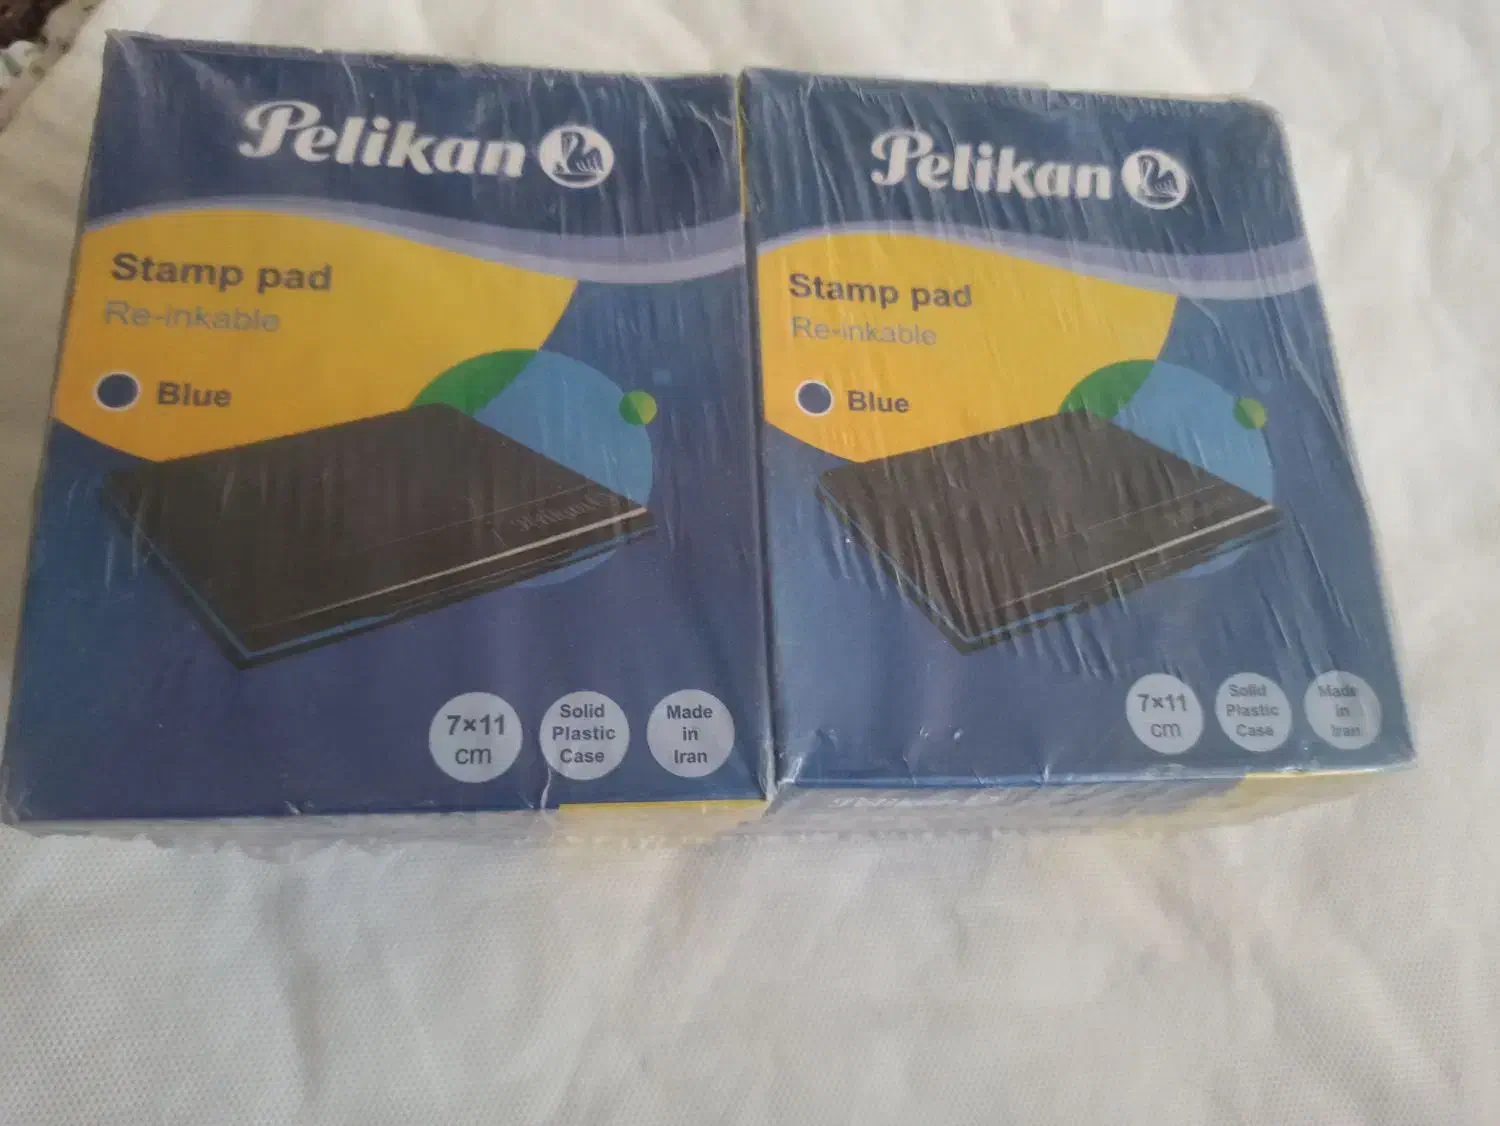 Pelikan
Stamp pad
Re-inkable
Blue
7×11
cm
Solid
Plastic
Case
Made
in
Iran
Pelikan
Stamp pad
Re-inkable
Blue
7×11
cm
Solid
Plastic
Case
Made
in
Iran
Pelikan